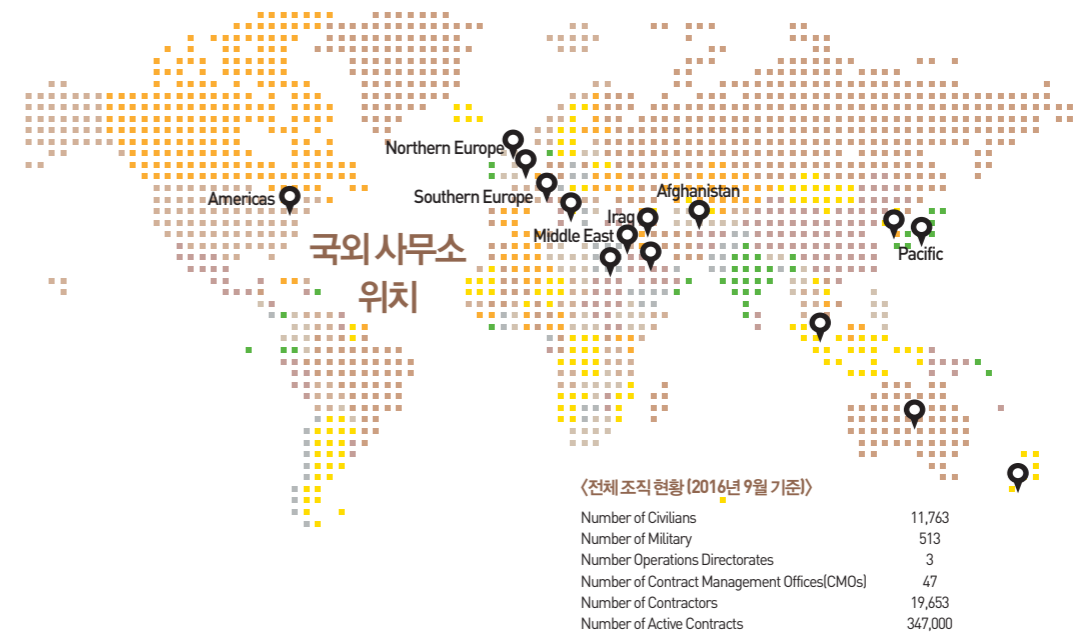 Northern Europe
Americas
Southern Europe
Afghanistan
Iraq
Middle East
Pacific
국외 사무소
위치
〈전체 조직 현황 (2016년 9월 기준)〉
Number of Civilians 11,763
Number of Military 513
Number Operations Directorates 3
Number of Contract Management Offices(CMOs) 47
Number of Contractors 19,653
Number of Active Contracts 347,000